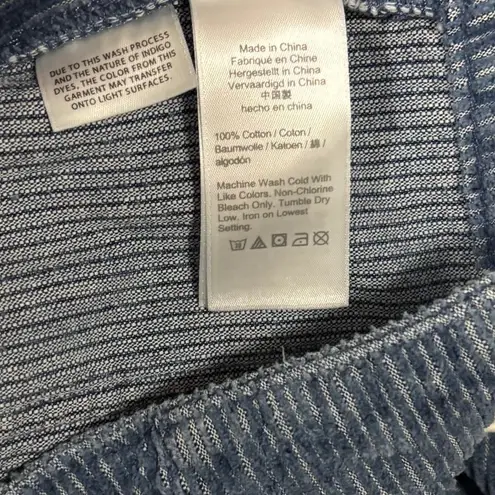 DUE TO THIS WASH PROCESS
AND THE NATURE OF INDIGO
DYES, THE COLOR FROM THIS
GARMENT MAY TRANSFER
ONTO LIGHT SURFACES.
Made in China
Fabriqué en Chine
Hergestellt in China
Vervaardigd in China
中国製
hecho en china
100% Cotton / Coton /
Baumwolle / Katoen / 綿 /
algodón
Machine Wash Cold With
Like Colors. Non-Chlorine
Bleach Only. Tumble Dry
Low. Iron on Lowest
Setting.